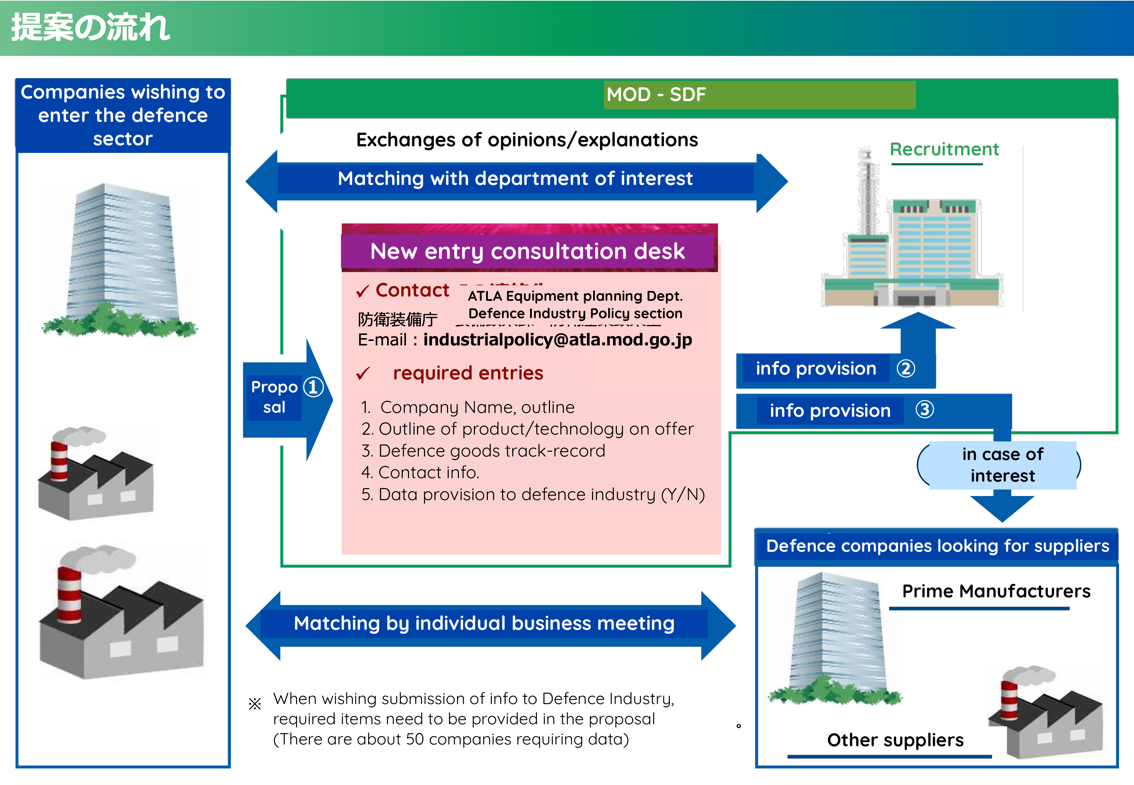 提案の流れ
Companies wishing to
enter the defence
sector
MOD - SDF
Exchanges of opinions/explanations
Matching with department of interest
Recruitment
New entry consultation desk
✓ Contact
ATLA Equipment planning Dept.
Defence Industry Policy section
防衛装備庁
E-mail : industrialpolicy@atla.mod.go.jp
✓ required entries
1. Company Name, outline
2. Outline of product/technology on offer
3. Defence goods track-record
4. Contact info.
5. Data provision to defence industry (Y/N)
Propo
sal
①
info provision ②
info provision ③
in case of
interest
Defence companies looking for suppliers
Prime Manufacturers
Other suppliers
Matching by individual business meeting
※ When wishing submission of info to Defence Industry,
required items need to be provided in the proposal
(There are about 50 companies requiring data)
。